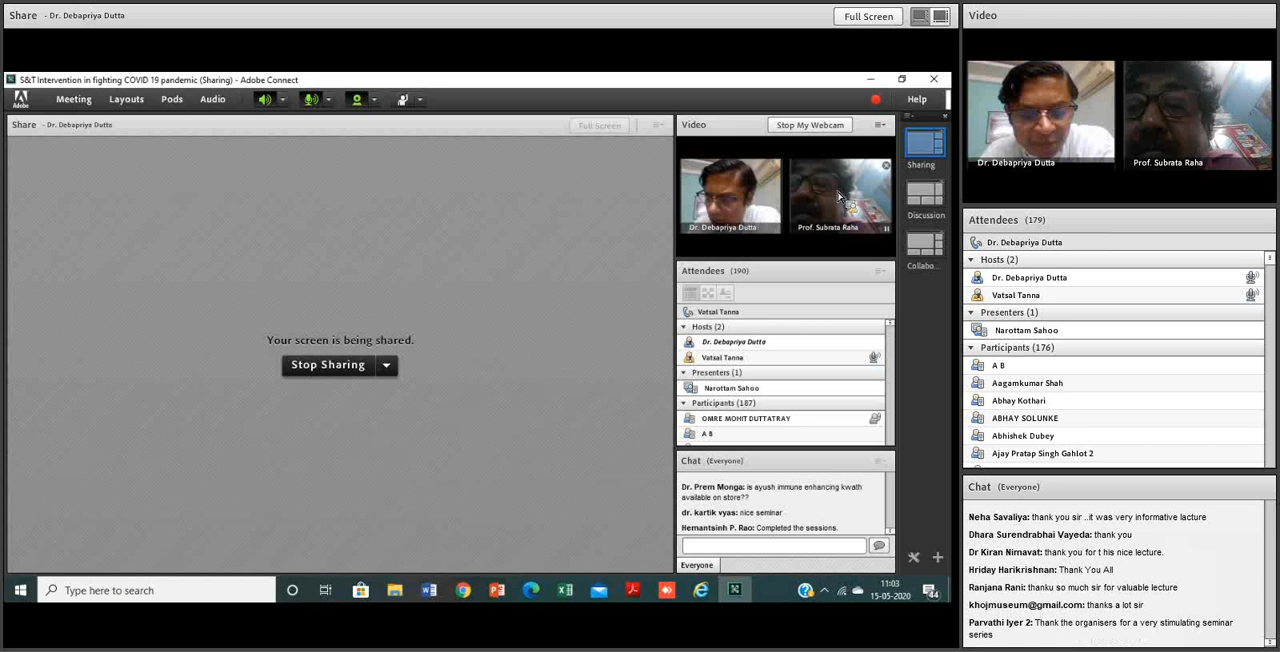 Share - Dr. Debapriya Dutta
Full Screen
S&T Intervention in fighting COVID 19 pandemic (Sharing) - Adobe Connect
Adobe
Meeting Layouts Pods Audio
Help
Share - Dr. Debapriya Dutta
Full Screen
Video
Stop My Webcam
Dr. Debapriya Dutta
Prof. Subrata Raha
Sharing
Discussion
Collabo...
Your screen is being shared.
Stop Sharing
Attendees (190)
Vatsal Tanna
Hosts (2)
Dr. Debapriya Dutta
Vatsal Tanna
Presenters (1)
Narottam Sahoo
Participants (187)
OMRE MOHIT DUTTATRAY
A B
Chat (Everyone)
Dr. Prem Monga: is ayush immune enhancing kwath
available on store??
dr. kartik vyas: nice seminar
Hemantsinh P. Rao: Completed the sessions.
Everyone
Type here to search
11:03
15-05-2020
44
Video
Dr. Debapriya Dutta
Prof. Subrata Raha
Attendees (179)
Dr. Debapriya Dutta
Hosts (2)
Dr. Debapriya Dutta
Vatsal Tanna
Presenters (1)
Narottam Sahoo
Participants (176)
A B
Aagamkumar Shah
Abhay Kothari
ABHAY SOLUNKE
Abhishek Dubey
Ajay Pratap Singh Gahlot 2
Chat (Everyone)
Neha Savaliya: thank you sir ..it was very informative lacture
Dhara Surendrabhai Vayeda: thank you
Dr Kiran Nimavat: thank you for t his nice lecture.
Hriday Harikrishnan: Thank You All
Ranjana Rani: thanku so much sir for valuable lecture
khojmuseum@gmail.com: thanks a lot sir
Parvathi Iyer 2: Thank the organisers for a very stimulating seminar
series